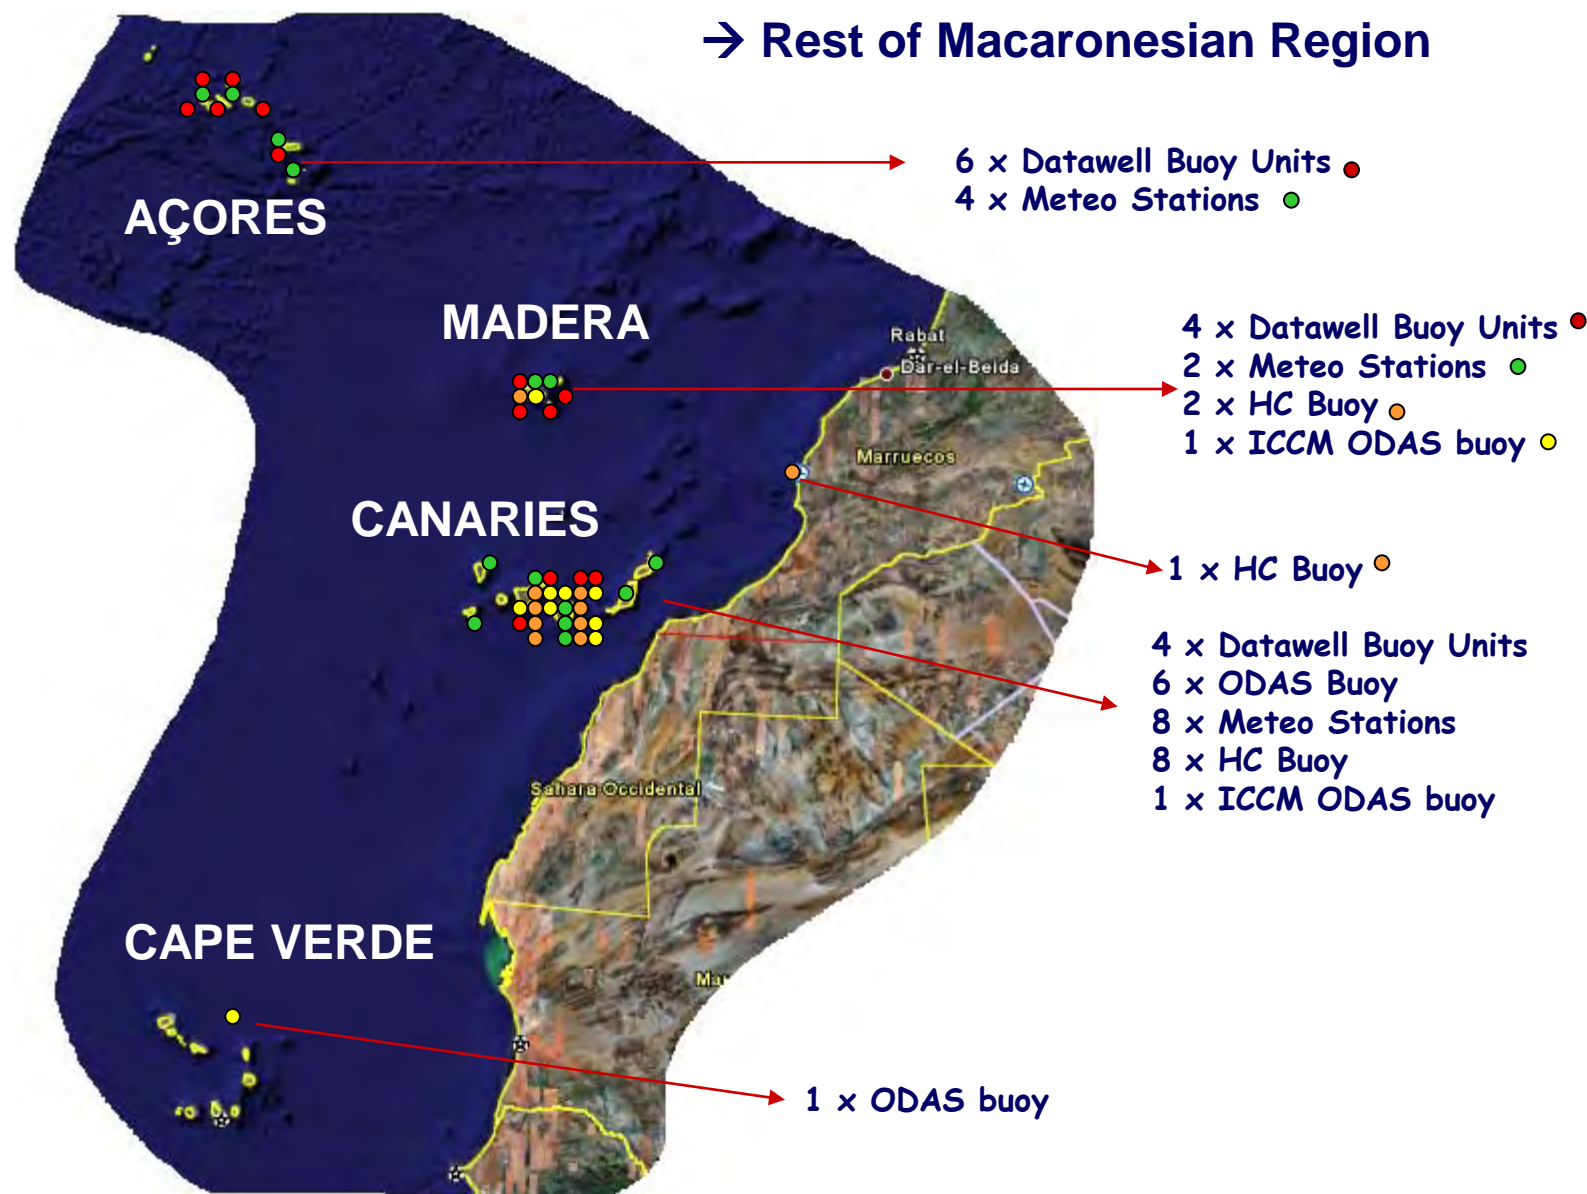 → Rest of Macaronesian Region
6 x Datawell Buoy Units
4 x Meteo Stations
AÇORES
MADERA
4 x Datawell Buoy Units
2 x Meteo Stations
2 x HC Buoy
1 x ICCM ODAS buoy
Rabat
Dar-el-Beida
Marruecos
CANARIES
1 x HC Buoy
4 x Datawell Buoy Units
6 x ODAS Buoy
8 x Meteo Stations
8 x HC Buoy
1 x ICCM ODAS buoy
Sahara Occidental
CAPE VERDE
Mau
1 x ODAS buoy